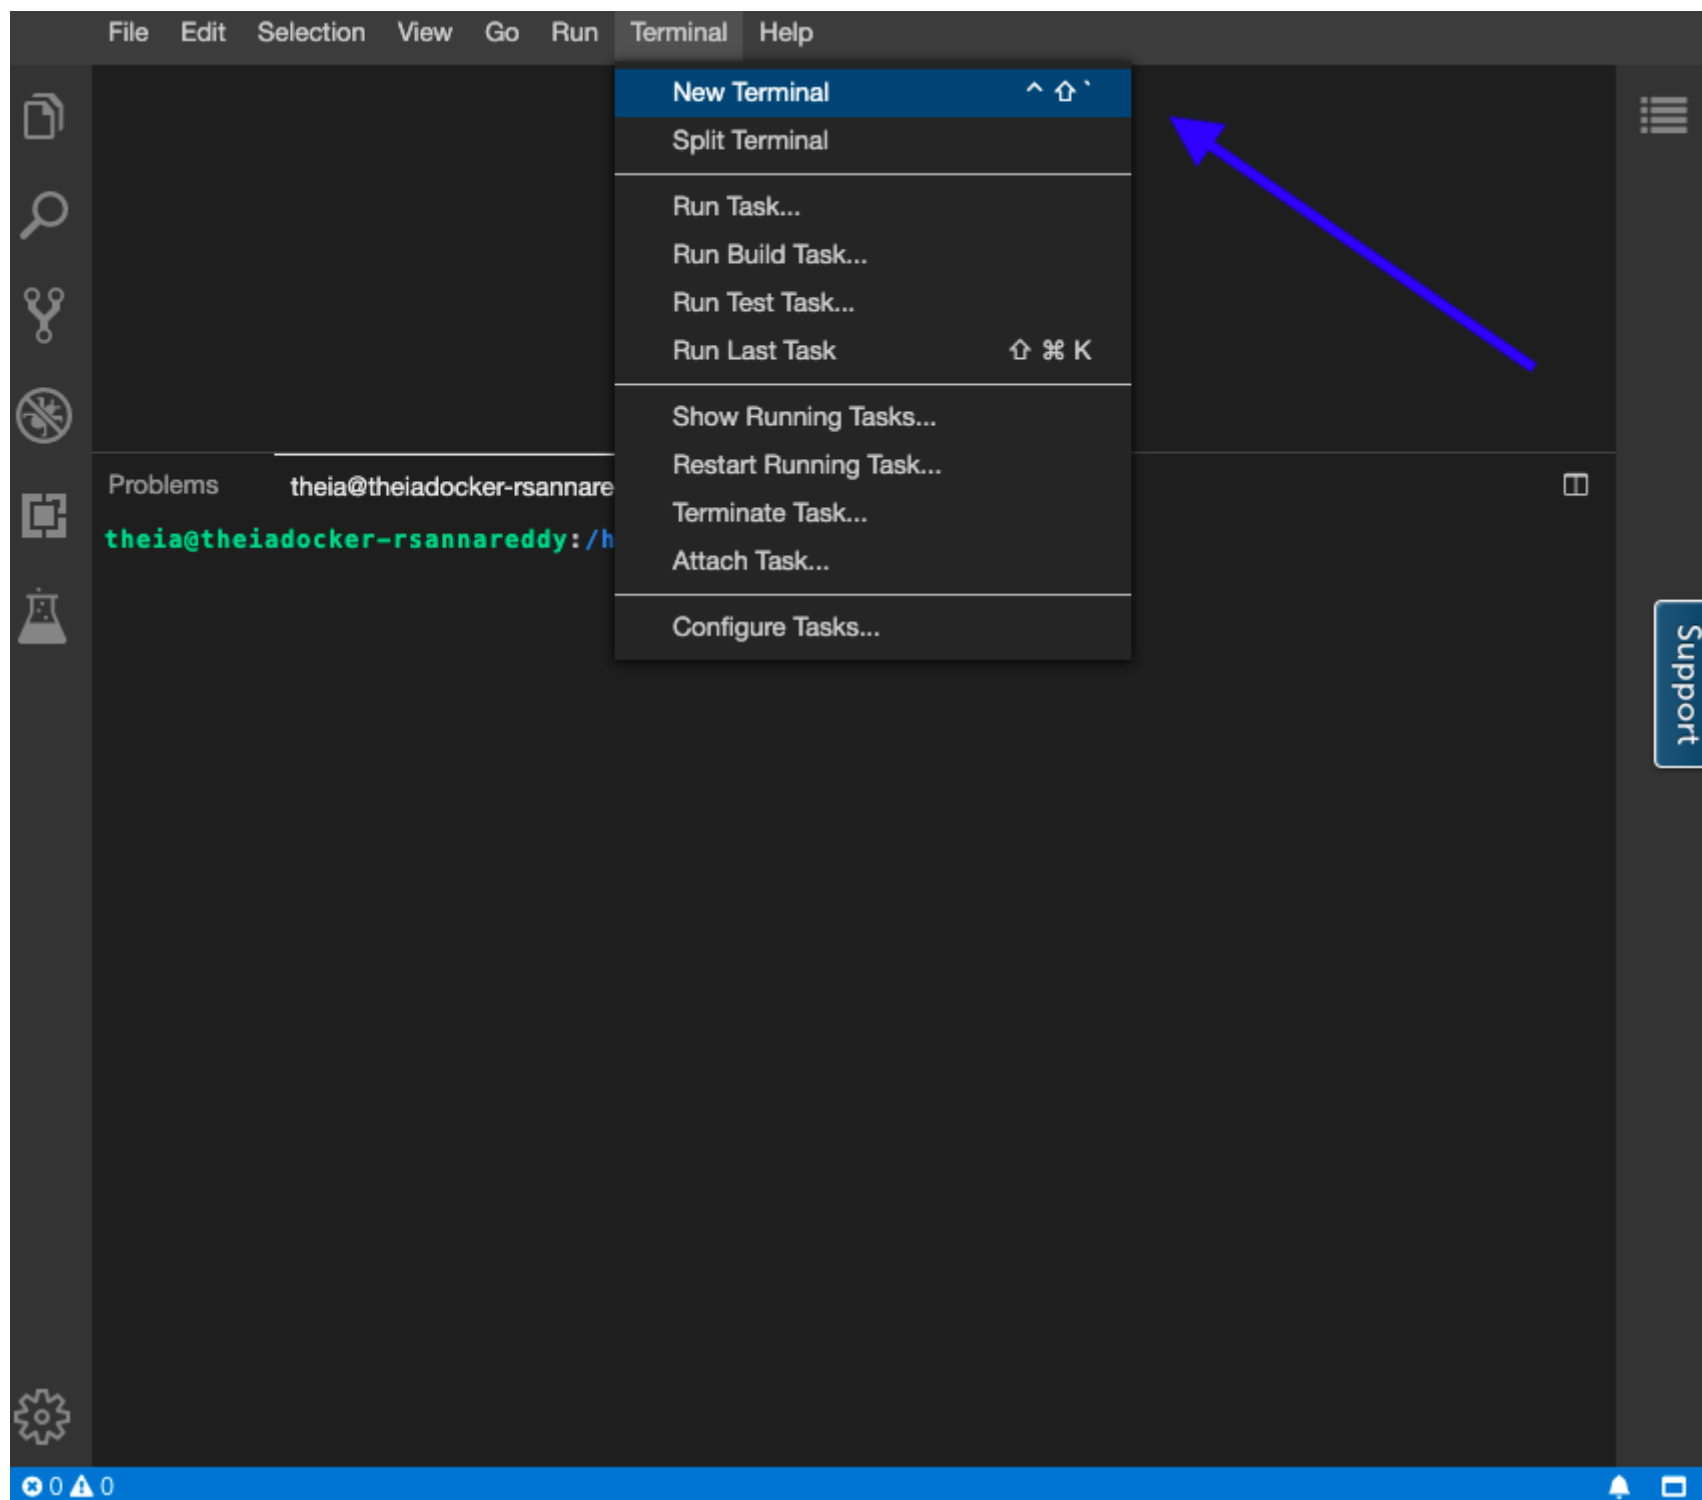 File Edit Selection View Go Run Terminal Help
New Terminal ^ ⇧ `
Split Terminal
Run Task...
Run Build Task...
Run Test Task...
Run Last Task ⇧ ⌘ K
Show Running Tasks...
Restart Running Task...
Terminate Task...
Attach Task...
Configure Tasks...
Problems theia@theiadocker-rsannare
theia@theiadocker-rsannareddy:/h
Support
0 0